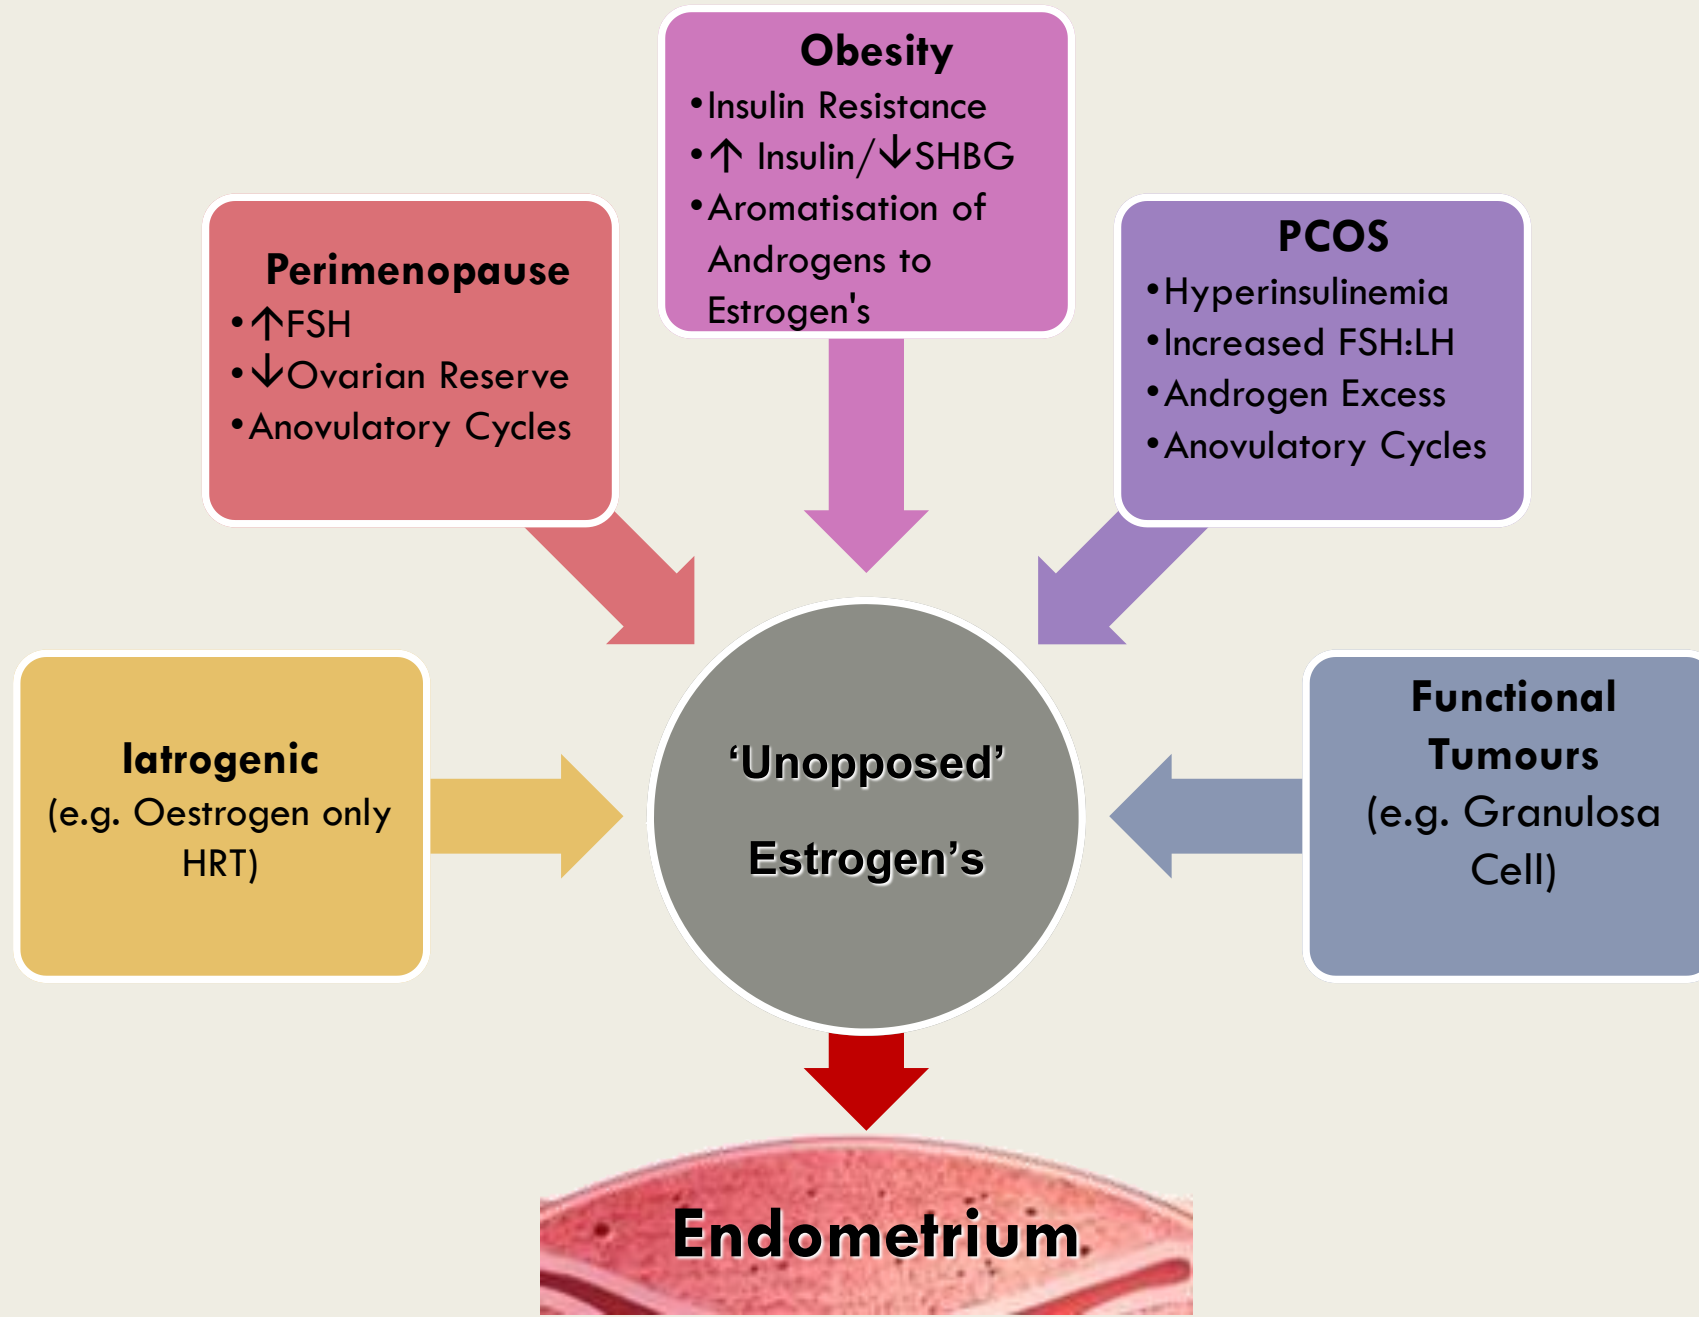 Obesity
•Insulin Resistance
•↑ Insulin/↓SHBG
•Aromatisation of
Androgens to
Estrogen's
Perimenopause
•↑FSH
•↓Ovarian Reserve
•Anovulatory Cycles
PCOS
•Hyperinsulinemia
•Increased FSH:LH
•Androgen Excess
•Anovulatory Cycles
Iatrogenic
(e.g. Oestrogen only
HRT)
‘Unopposed’
Estrogen’s
Functional
Tumours
(e.g. Granulosa
Cell)
Endometrium